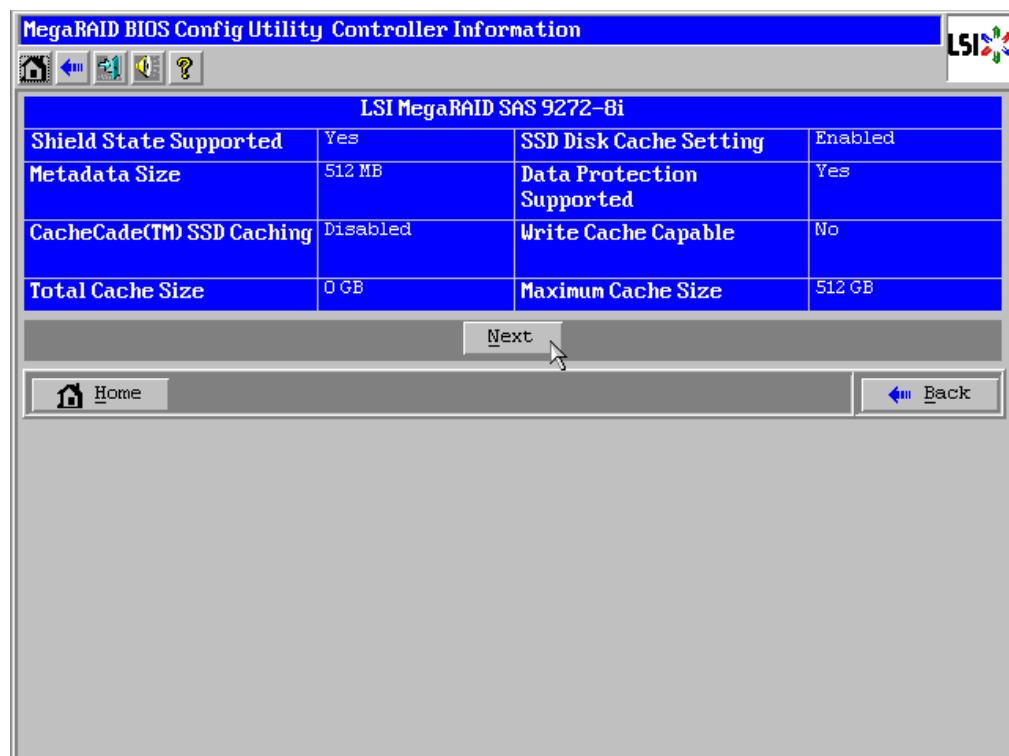 MegaRAID BIOS Config Utility Controller Information
LSI
LSI MegaRAID SAS 9272-8i
Shield State Supported Yes SSD Disk Cache Setting Enabled
Metadata Size 512 MB Data Protection Yes
Supported
CacheCade(TM) SSD Caching Disabled Write Cache Capable No
Total Cache Size 0 GB Maximum Cache Size 512 GB
Next
Home Back